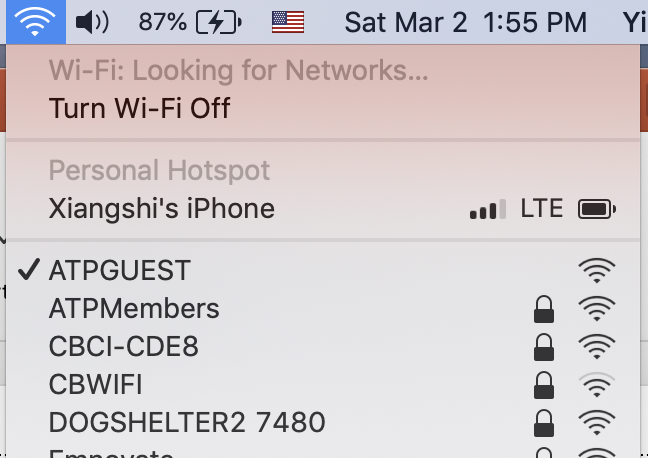 87% Sat Mar 2 1:55 PM Yi
Wi-Fi: Looking for Networks...
Turn Wi-Fi Off
Personal Hotspot
Xiangshi's iPhone LTE
ATPGUEST
ATPMembers
CBCI-CDE8
CBWIFI
DOGSHELTER2 7480